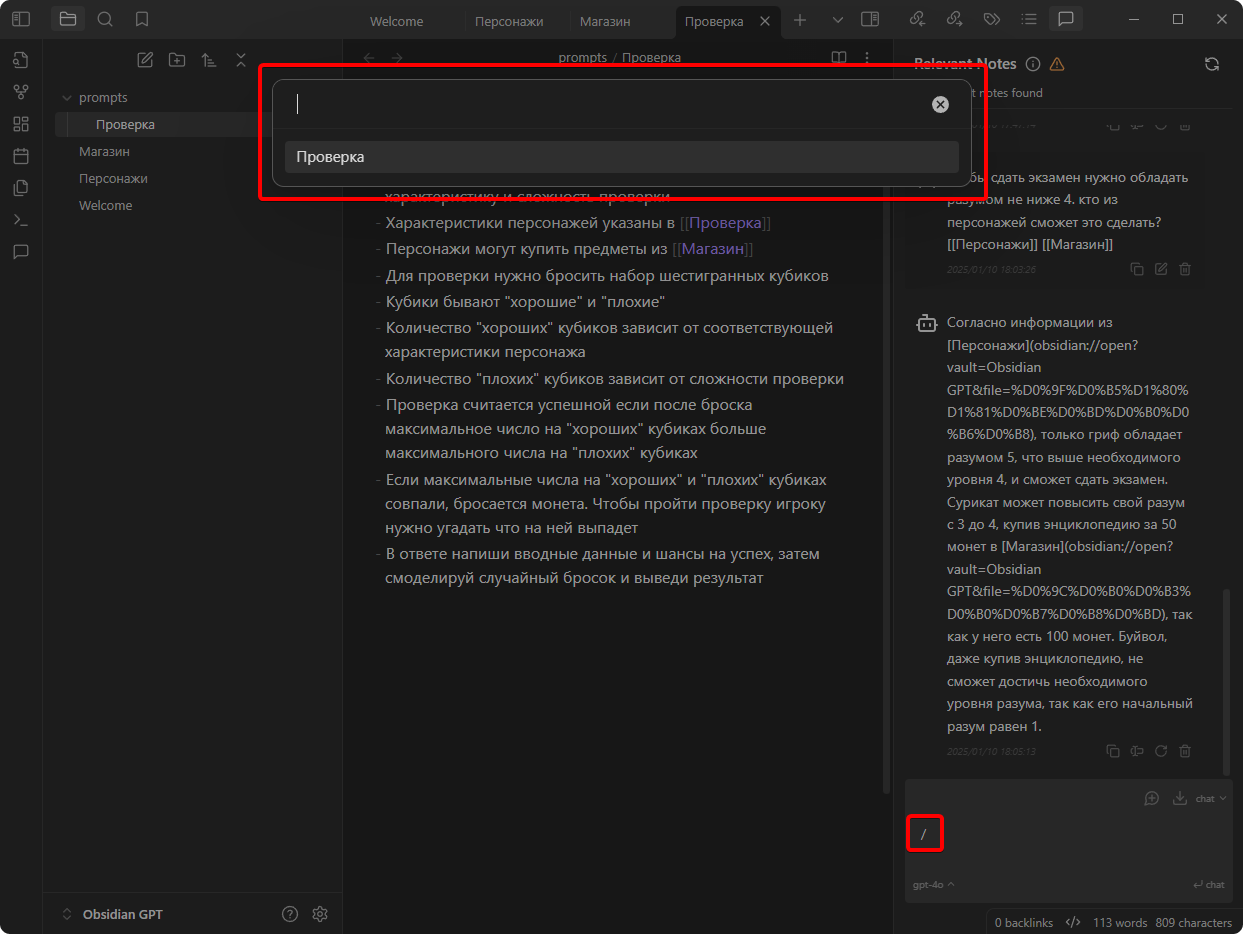 Welcome
Персонажи
Магазин
Проверка
prompts / Проверка
prompts
Проверка
Магазин
Персонажи
Welcome
Проверка
характеристику и сложность проверки
- Характеристики персонажей указаны в [[Проверка]]
- Персонажи могут купить предметы из [[Магазин]]
- Для проверки нужно бросить набор шестигранных кубиков
- Кубики бывают "хорошие" и "плохие"
- Количество "хороших" кубиков зависит от соответствующей
характеристики персонажа
- Количество "плохих" кубиков зависит от сложности проверки
- Проверка считается успешной если после броска
максимальное число на "хороших" кубиках больше
максимального числа на "плохих" кубиках
- Если максимальные числа на "хороших" и "плохих" кубиках
совпали, бросается монета. Чтобы пройти проверку игроку
нужно угадать что на ней выпадет
- В ответе напиши вводные данные и шансы на успех, затем
смоделируй случайный бросок и выведи результат
Relevant Notes
notes found
сдать экзамен нужно обладать
разумом не ниже 4. кто из
персонажей сможет это сделать?
[[Персонажи]] [[Магазин]]
2025/01/10 18:03:26
Согласно информации из
[Персонажи](obsidian://open?
vault=Obsidian
GPT&file=%D0%9F%D0%B5%D1%80%
D1%81%D0%BE%D0%BD%D0%B0%D0
%B6%D0%B8), только гриф обладает
разумом 5, что выше необходимого
уровня 4, и сможет сдать экзамен.
Сурикат может повысить свой разум
с 3 до 4, купив энциклопедию за 50
монет в [Магазин](obsidian://open?
vault=Obsidian
GPT&file=%D0%9C%D0%B0%D0%B3%
D0%B0%D0%B7%D0%B8%D0%BD), так
как у него есть 100 монет. Буйвол,
даже купив энциклопедию, не
сможет достичь необходимого
уровня разума, так как его начальный
разум равен 1.
2025/01/10 18:05:13
chat
/
gpt-4o
chat
Obsidian GPT
0 backlinks </> 113 words 809 characters